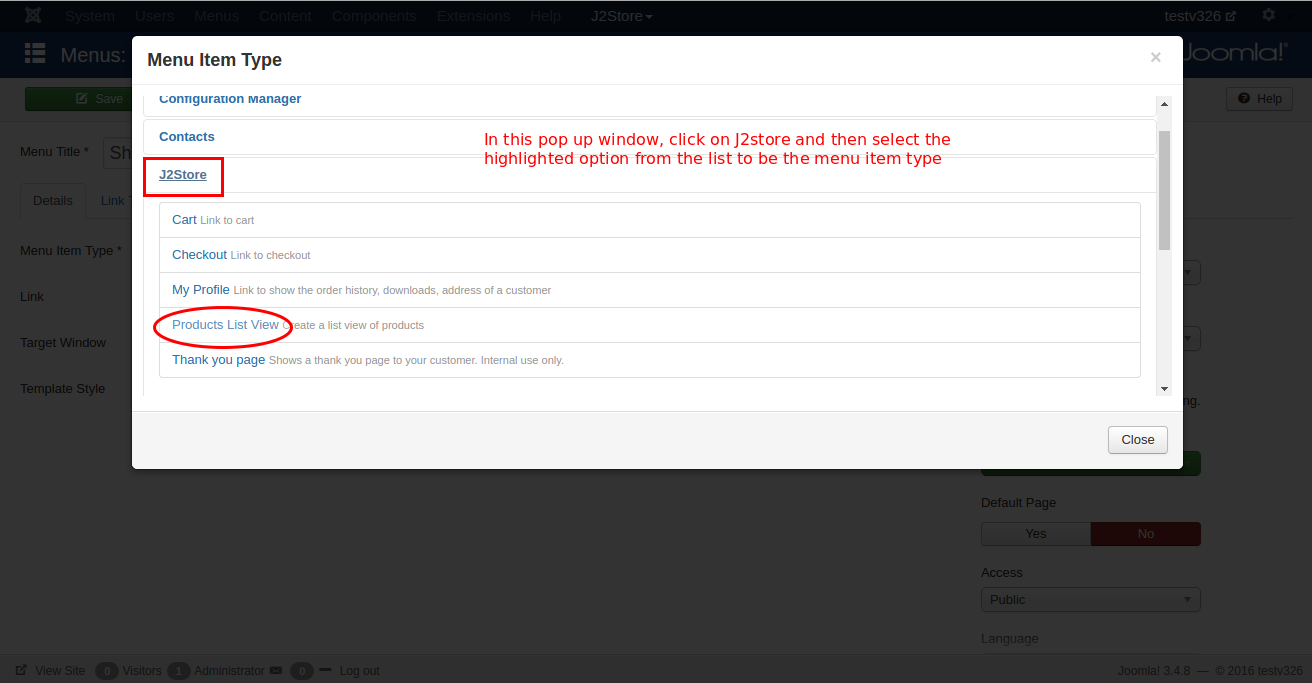 System Users Menus Content Components Extensions Help J2Store testv326
Menus: Joomla!
Menu Item Type ×
Save Help
Configuration Manager
Contacts
In this pop up window, click on J2store and then select the
highlighted option from the list to be the menu item type
Menu Title * Sh
J2Store
Details Link
Cart Link to cart
Menu Item Type *
Checkout Link to checkout
My Profile Link to show the order history, downloads, address of a customer
Link
Products List View Create a list view of products
Target Window
Thank you page Shows a thank you page to your customer. Internal use only.
Template Style
ng.
Close
Default Page
Yes No
Access
Public
Language
View Site 0 Visitors 1 Administrator 0 Log out Joomla! 3.4.8 — © 2016 testv326